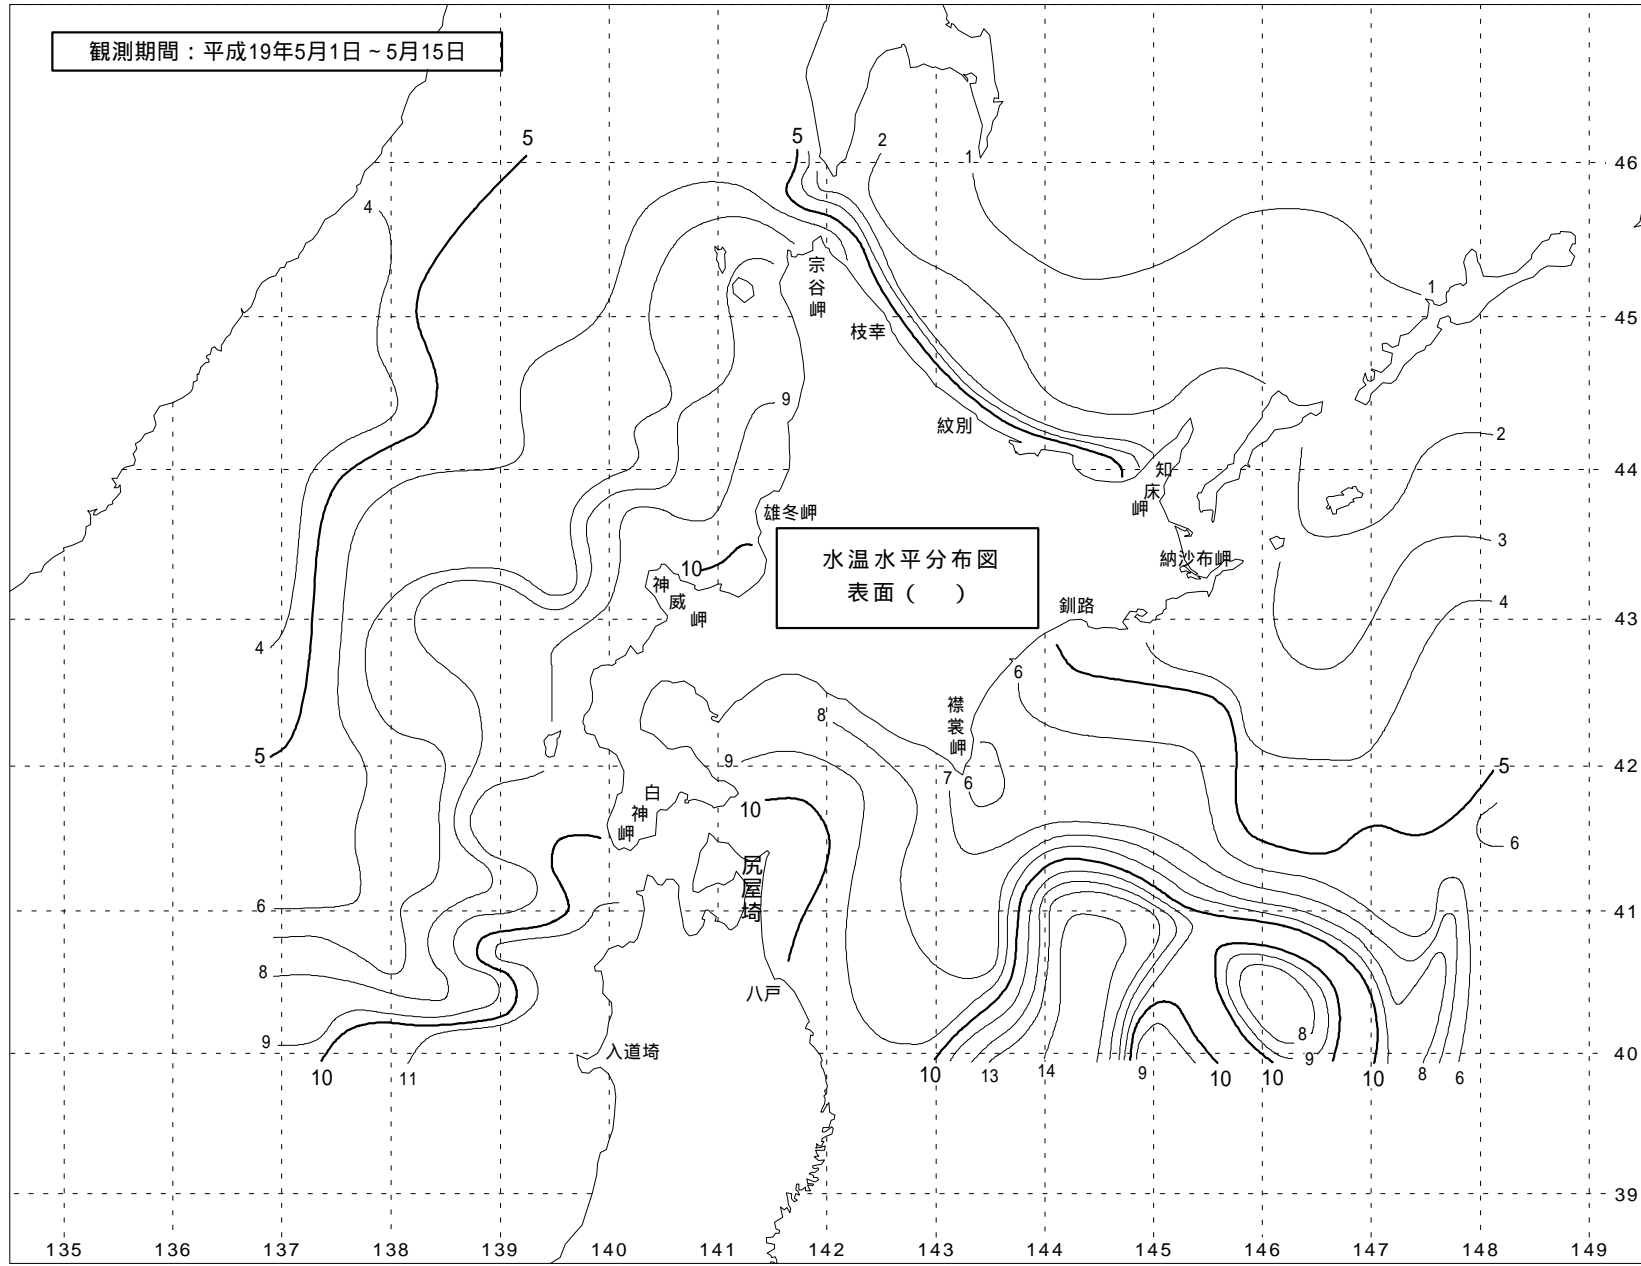 観測期間：平成19年5月1日～5月15日
5
5
2
1
46
4
宗谷岬
1
45
枝幸
9
紋別
2
44
知床岬
雄冬岬
水温水平分布図
表面（　）
3
納沙布岬
10
神威岬
釧路
4
43
4
6
8
襟裳岬
5
9
7
6
5
42
10
白神岬
6
尻屋埼
6
41
8
八戸
9
入道埼
8
9
40
10
11
10
13
14
9
10
10
10
8
6
39
135 136 137 138 139 140 141 142 143 144 145 146 147 148 149